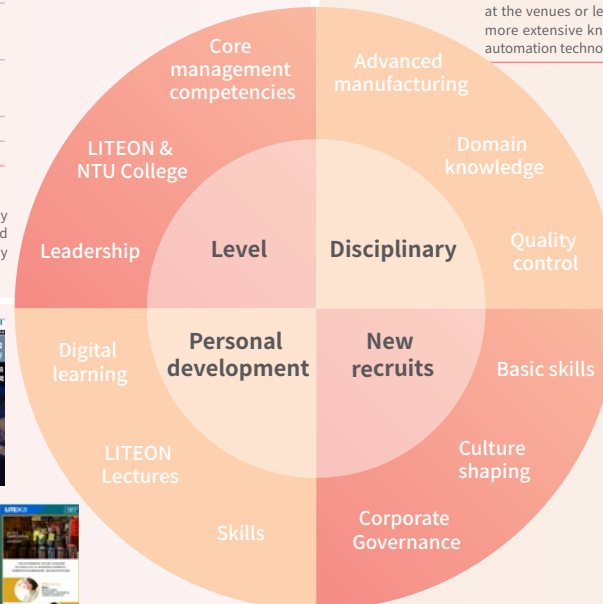 at the venues or le
more extensive kn
automation techno
Core
management
competencies
LITEON &
NTU College
Leadership
Level
Advanced
manufacturing
Domain
knowledge
Quality
control
Disciplinary
Personal
development
Digital
learning
LITEON
Lectures
Skills
New
recruits
Basic skills
Culture
shaping
Corporate
Governance
y
d
y